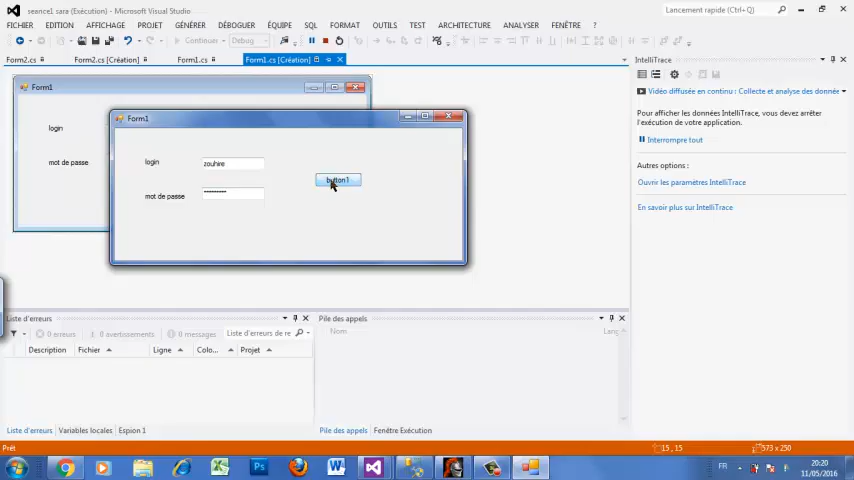 seance1 sara (Exécution) - Microsoft Visual Studio
Lancement rapide (Ctrl+Q)
FICHIER EDITION AFFICHAGE PROJET GÉNÉRER DÉBOGUER ÉQUIPE SQL FORMAT OUTILS TEST ARCHITECTURE ANALYSER FENÊTRE ?
Continuer Debug
Form2.cs Form2.cs [Création] Form1.cs Form1.cs [Création]
IntelliTrace
Form1
login
mot de passe
Form1
login zouhire
mot de passe *********
button1
Vidéo diffusée en continu : Collecte et analyse des donnée
Pour afficher les données IntelliTrace, vous devez arrêter
l'exécution de votre application.
Interrompre tout
Autres options :
Ouvrir les paramètres IntelliTrace
En savoir plus sur IntelliTrace
Liste d'erreurs
0 erreurs 0 avertissements 0 messages Liste d'erreurs de re
Description Fichier Ligne Colo... Projet
Pile des appels
Nom Lang
Liste d'erreurs Variables locales Espion 1
Pile des appels Fenêtre Exécution
Prêt
15 , 15
573 x 250
FR
20:20
11/05/2016